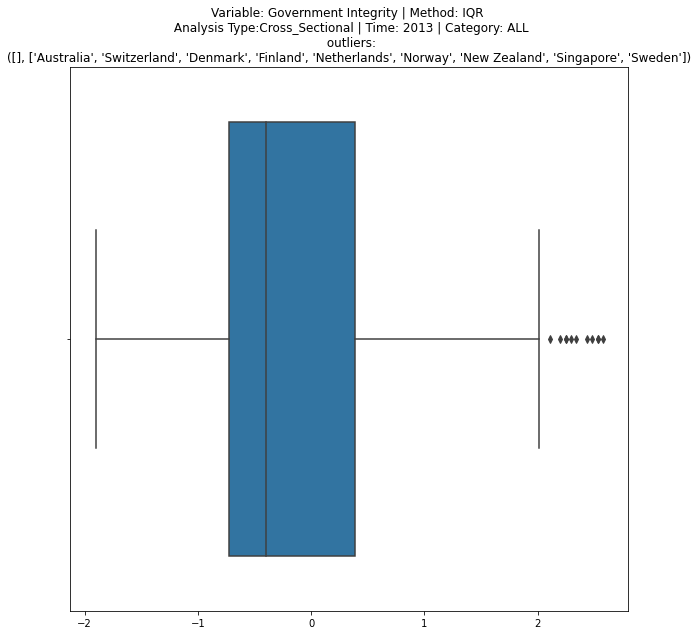 Variable: Government Integrity | Method: IQR
Analysis Type:Cross_Sectional | Time: 2013 | Category: ALL
outliers:
([], ['Australia', 'Switzerland', 'Denmark', 'Finland', 'Netherlands', 'Norway', 'New Zealand', 'Singapore', 'Sweden'])
−2 −1 0 1 2